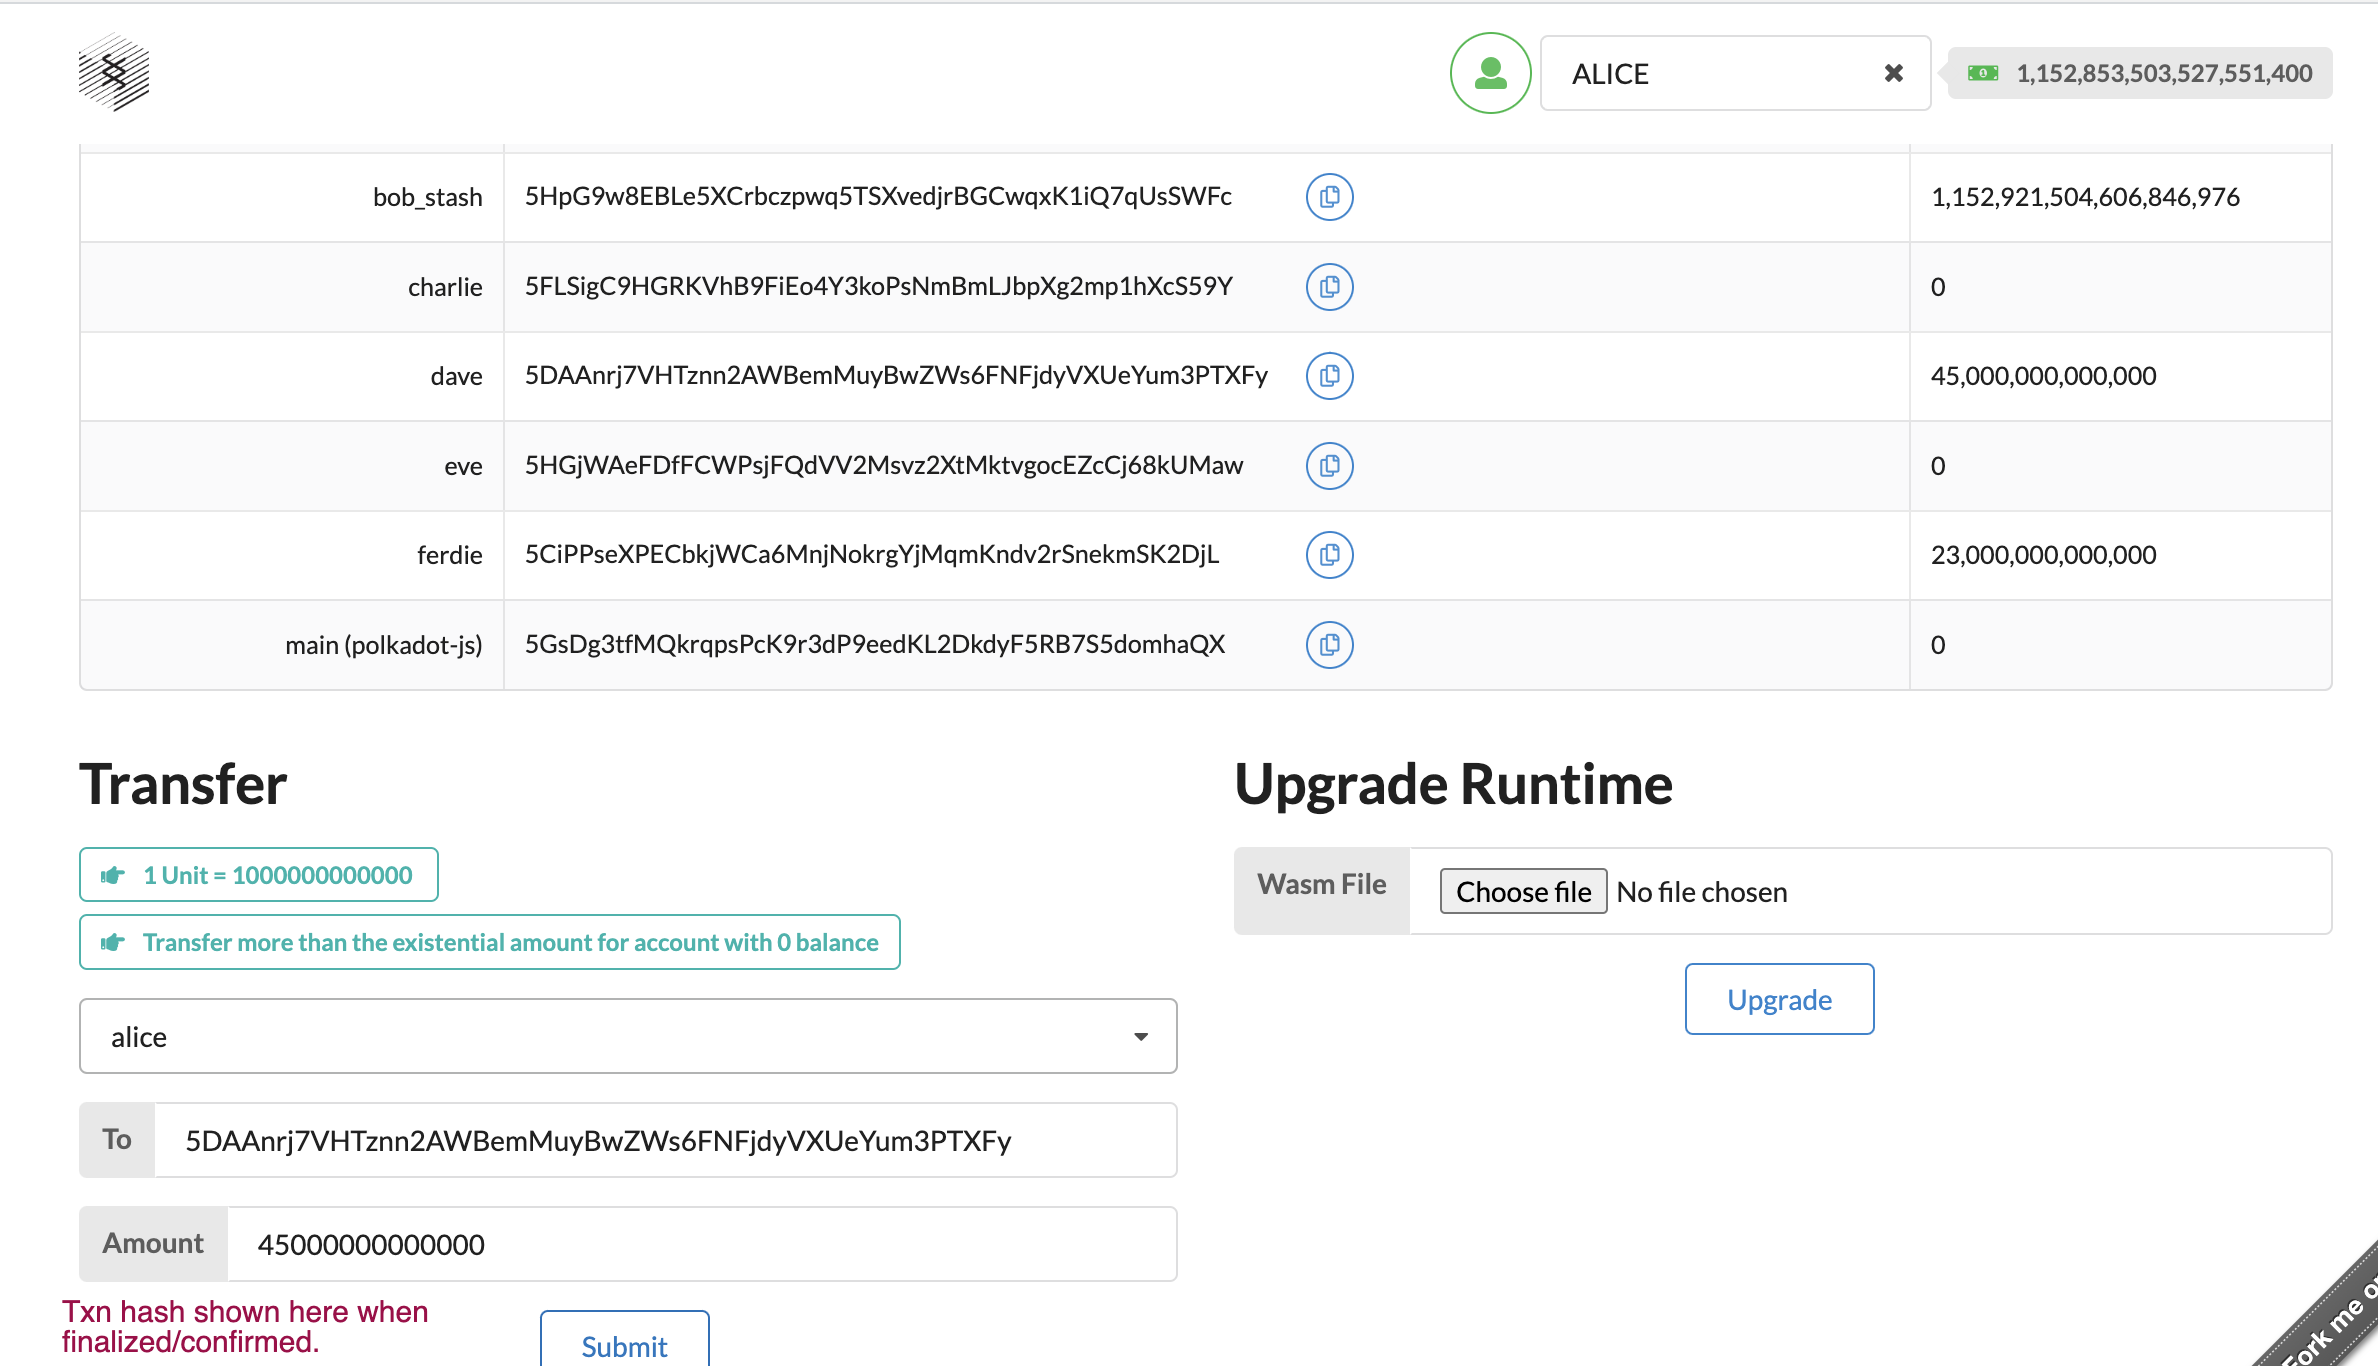 ALICE
1,152,853,503,527,551,400
bob_stash 5HpG9w8EBLe5XCrbczpwq5TSXvedjrBGCwqxK1iQ7qUsSWFc 1,152,921,504,606,846,976
charlie 5FLSigC9HGRKVhB9FiEo4Y3koPsNmBmLJbpXg2mp1hXcS59Y 0
dave 5DAAnrj7VHTznn2AWBemMuyBwZWs6FNFjdyVXUeYum3PTXFy 45,000,000,000,000
eve 5HGjWAeFDfFCWPsjFQdVV2Msvz2XtMktvgocEZcCj68kUMaw 0
ferdie 5CiPPseXPECbkjWCa6MnjNokrgYjMqmKndv2rSnekmSK2DjL 23,000,000,000,000
main (polkadot-js) 5GsDg3tfMQkrqpsPcK9r3dP9eedKL2DkdyF5RB7S5domhaQX 0
Transfer
1 Unit = 1000000000000
Transfer more than the existential amount for account with 0 balance
alice
To 5DAAnrj7VHTznn2AWBemMuyBwZWs6FNFjdyVXUeYum3PTXFy
Amount 45000000000000
Txn hash shown here when
finalized/confirmed.
Submit
Upgrade Runtime
Wasm File Choose file No file chosen
Upgrade
Fork me o